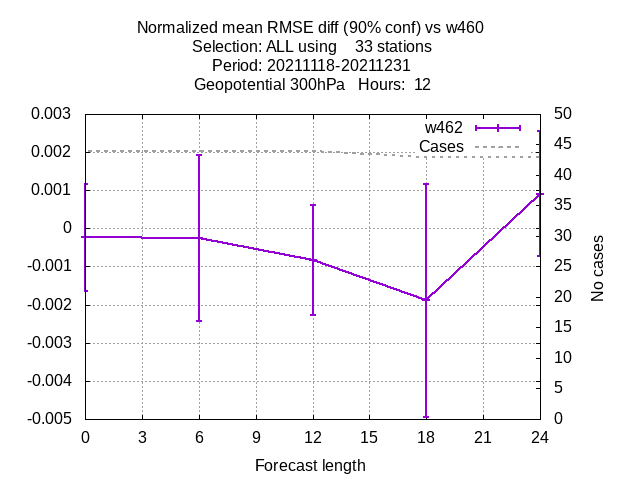 Normalized mean RMSE diff (90% conf) vs w460
Selection: ALL using    33 stations
Period: 20211118-20211231
Geopotential 300hPa   Hours:  12
0.003
0.002
0.001
0
-0.001
-0.002
-0.003
-0.004
-0.005
w462
Cases
50
45
40
35
30
25
20
15
10
5
0
No cases
0 3 6 9 12 15 18 21 24
Forecast length